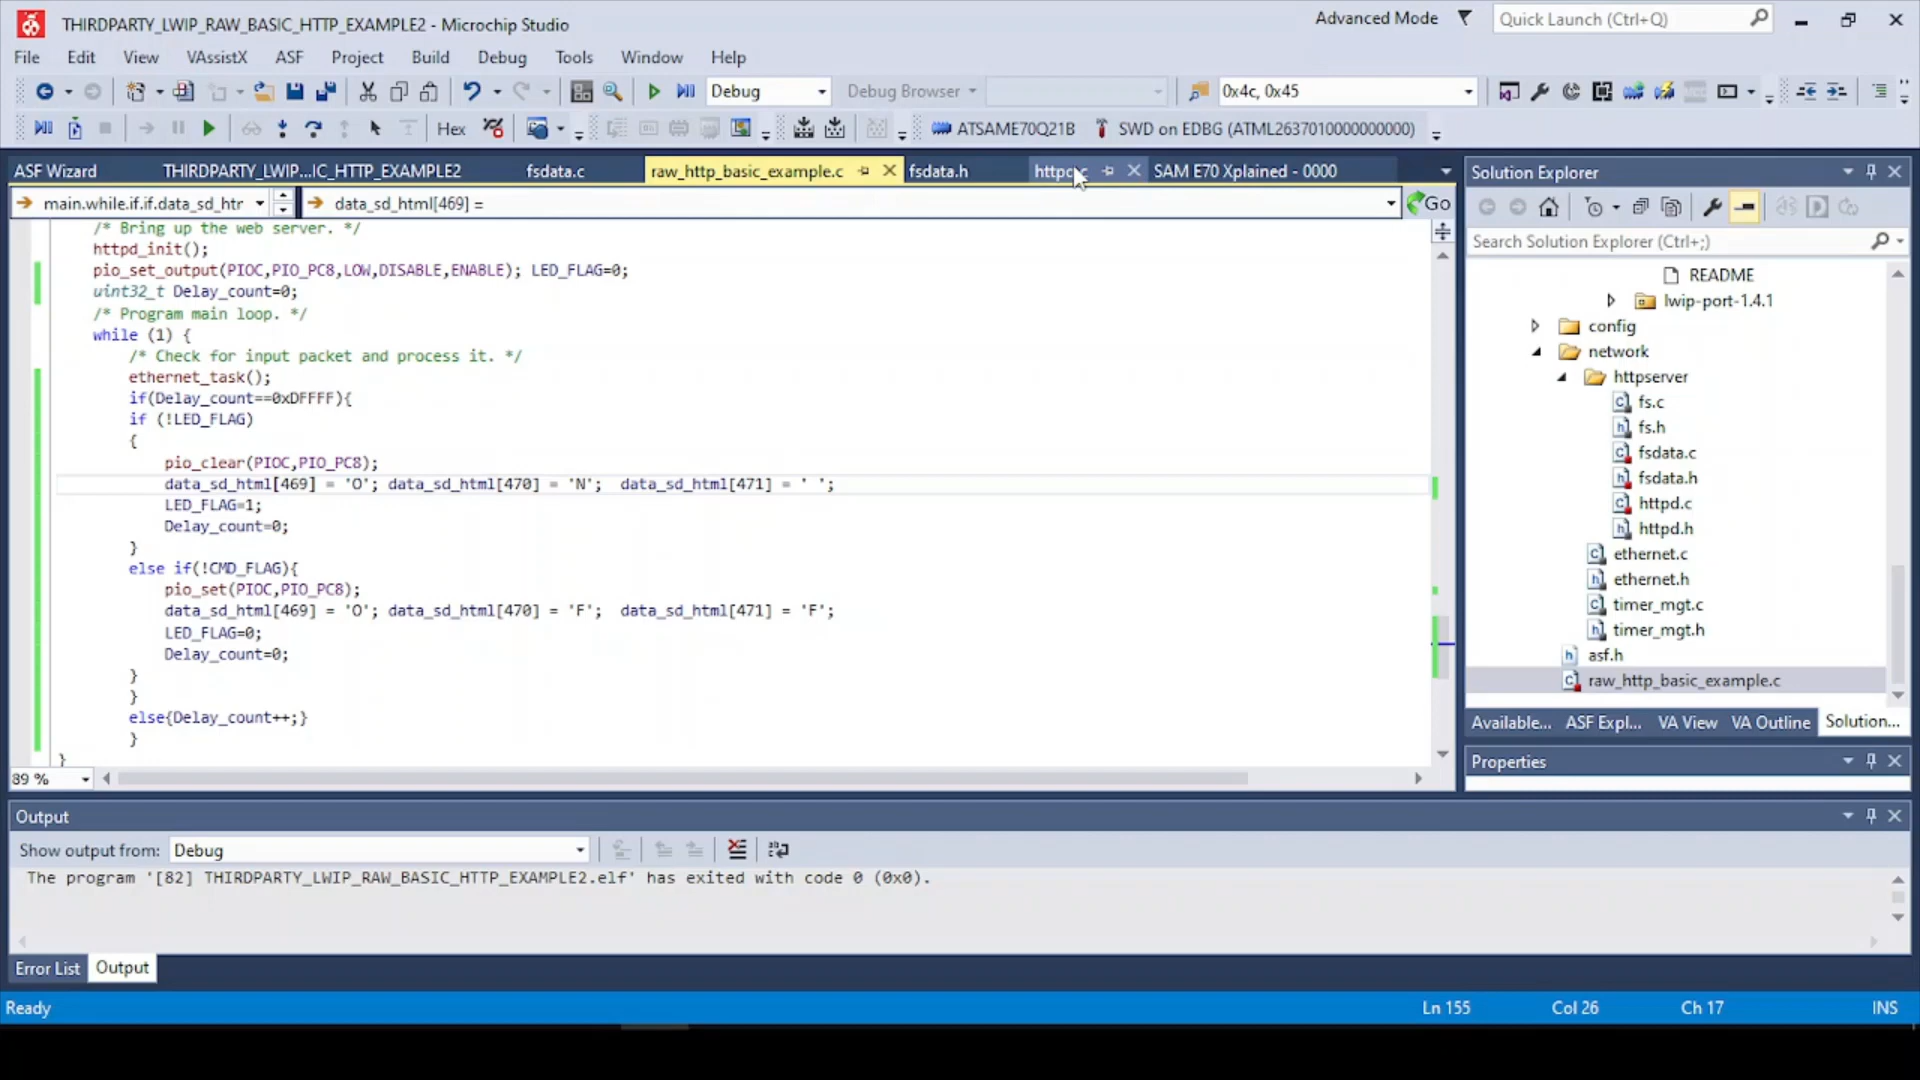 THIRDPARTY_LWIP_RAW_BASIC_HTTP_EXAMPLE2 - Microchip Studio
Advanced Mode
Quick Launch (Ctrl+Q)
File Edit View VAssistX ASF Project Build Debug Tools Window Help
Debug Debug Browser 0x4c, 0x45
Hex ATSAME70Q21B SWD on EDBG (ATML2637010000000000)
ASF Wizard THIRDPARTY_LWIP...IC_HTTP_EXAMPLE2 fsdata.c raw_http_basic_example.c fsdata.h httpd.c SAM E70 Xplained - 0000
main.while.if.if.data_sd_htr data_sd_html[469] = Go
/* Bring up the web server. */
httpd_init();
pio_set_output(PIOC,PIO_PC8,LOW,DISABLE,ENABLE); LED_FLAG=0;
uint32_t Delay_count=0;
/* Program main loop. */
while (1) {
/* Check for input packet and process it. */
ethernet_task();
if(Delay_count==0xDFFFF){
if (!LED_FLAG)
{
pio_clear(PIOC,PIO_PC8);
data_sd_html[469] = 'O'; data_sd_html[470] = 'N'; data_sd_html[471] = ' ';
LED_FLAG=1;
Delay_count=0;
}
else if(!CMD_FLAG){
pio_set(PIOC,PIO_PC8);
data_sd_html[469] = 'O'; data_sd_html[470] = 'F'; data_sd_html[471] = 'F';
LED_FLAG=0;
Delay_count=0;
}
}
else{Delay_count++;}
}
}
89 %
Solution Explorer
Search Solution Explorer (Ctrl+;)
README
lwip-port-1.4.1
config
network
httpserver
fs.c
fs.h
fsdata.c
fsdata.h
httpd.c
httpd.h
ethernet.c
ethernet.h
timer_mgt.c
timer_mgt.h
asf.h
raw_http_basic_example.c
Available... ASF Expl... VA View VA Outline Solution...
Properties
Output
Show output from: Debug
The program '[82] THIRDPARTY_LWIP_RAW_BASIC_HTTP_EXAMPLE2.elf' has exited with code 0 (0x0).
Error List Output
Ready Ln 155 Col 26 Ch 17 INS